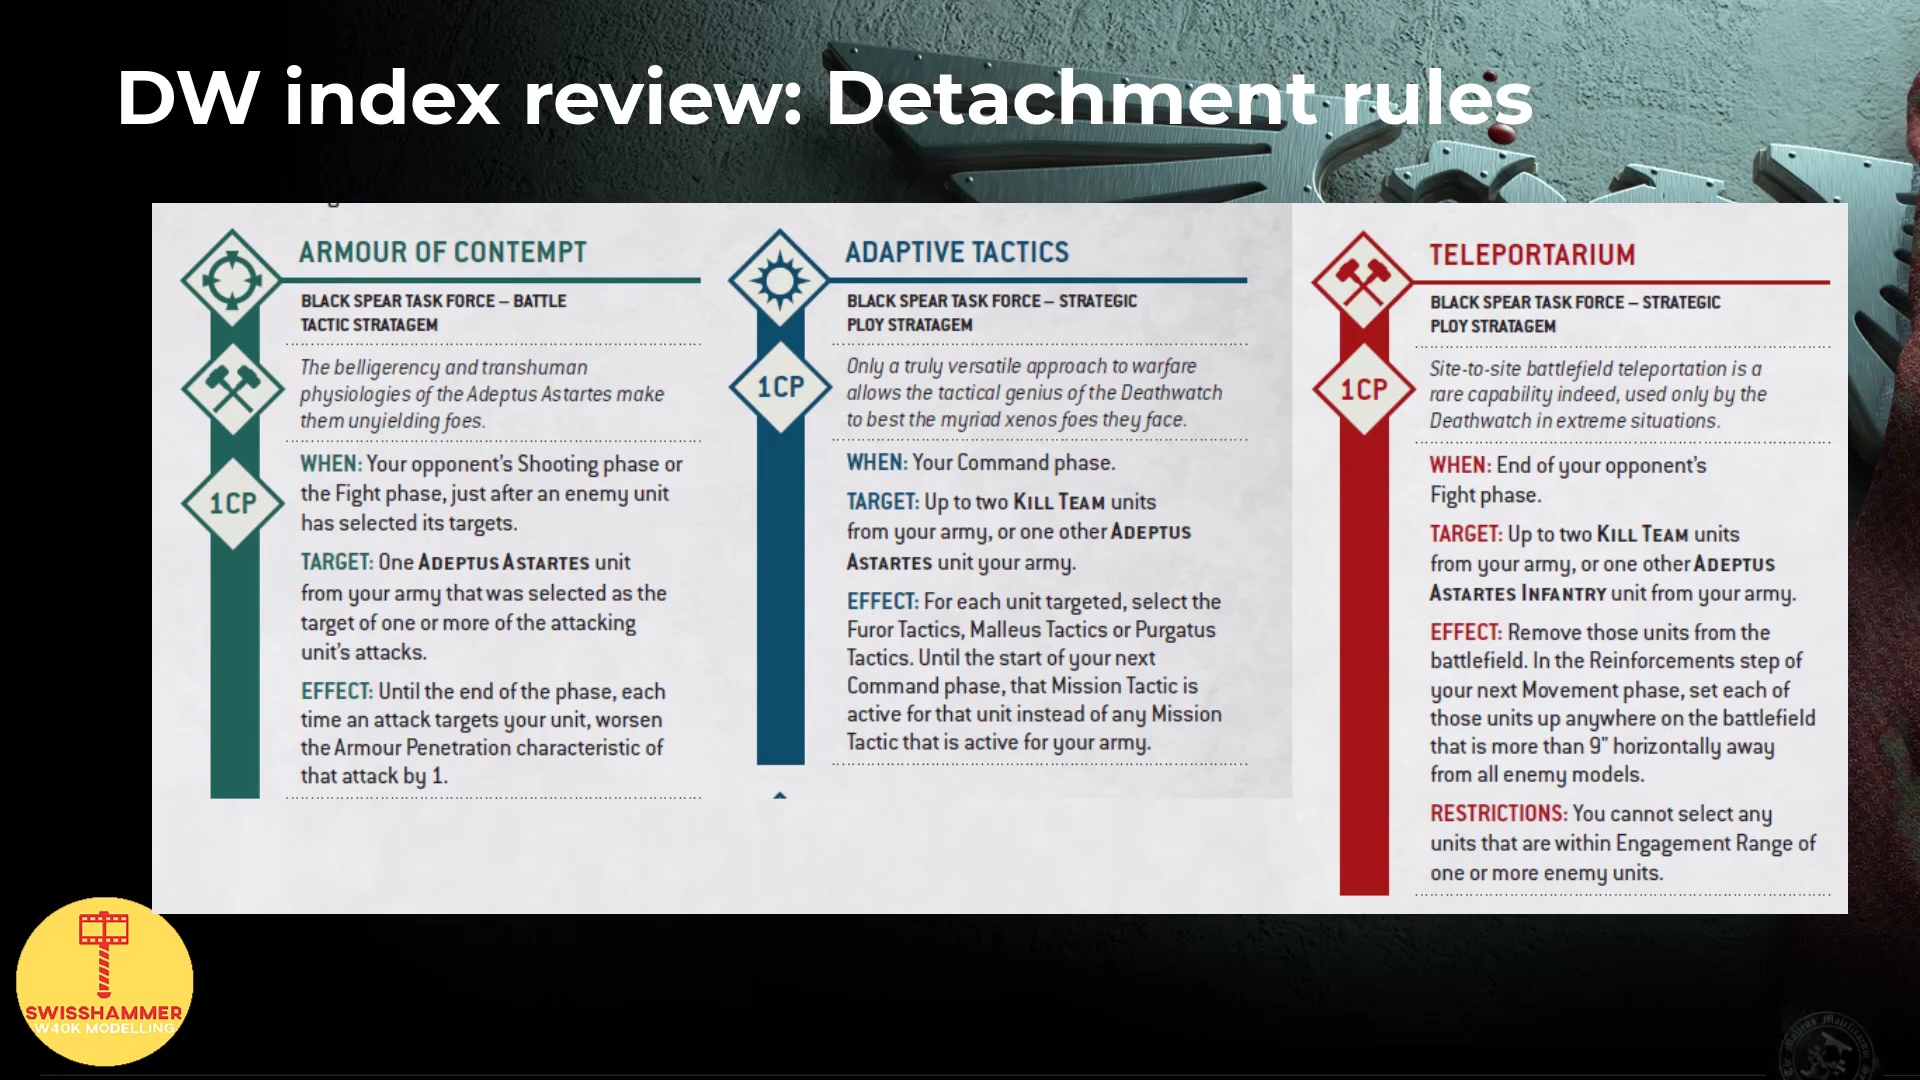 DW index review: Detachment rules
ARMOUR OF CONTEMPT
BLACK SPEAR TASK FORCE – BATTLE
TACTIC STRATAGEM
The belligerency and transhuman
physiologies of the Adeptus Astartes make
them unyielding foes.
1CP
WHEN: Your opponent's Shooting phase or
the Fight phase, just after an enemy unit
has selected its targets.
TARGET: One ADEPTUS ASTARTES unit
from your army that was selected as the
target of one or more of the attacking
unit's attacks.
EFFECT: Until the end of the phase, each
time an attack targets your unit, worsen
the Armour Penetration characteristic of
that attack by 1.
ADAPTIVE TACTICS
BLACK SPEAR TASK FORCE – STRATEGIC
PLOY STRATAGEM
1CP
Only a truly versatile approach to warfare
allows the tactical genius of the Deathwatch
to best the myriad xenos foes they face.
WHEN: Your Command phase.
TARGET: Up to two KILL TEAM units
from your army, or one other ADEPTUS
ASTARTES unit your army.
EFFECT: For each unit targeted, select the
Furor Tactics, Malleus Tactics or Purgatus
Tactics. Until the start of your next
Command phase, that Mission Tactic is
active for that unit instead of any Mission
Tactic that is active for your army.
TELEPORTARIUM
BLACK SPEAR TASK FORCE – STRATEGIC
PLOY STRATAGEM
1CP
Site-to-site battlefield teleportation is a
rare capability indeed, used only by the
Deathwatch in extreme situations.
WHEN: End of your opponent's
Fight phase.
TARGET: Up to two KILL TEAM units
from your army, or one other ADEPTUS
ASTARTES INFANTRY unit from your army.
EFFECT: Remove those units from the
battlefield. In the Reinforcements step of
your next Movement phase, set each of
those units up anywhere on the battlefield
that is more than 9" horizontally away
from all enemy models.
RESTRICTIONS: You cannot select any
units that are within Engagement Range of
one or more enemy units.
SWISSHAMMER
W40K MODELLING